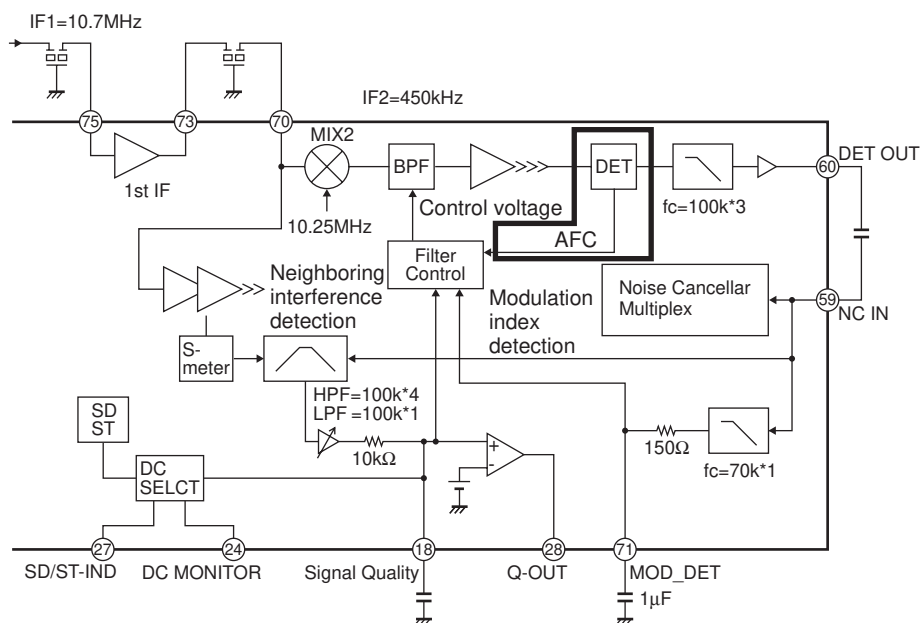 IF1=10.7MHz
IF2=450kHz
75
73
70
MIX2
1st IF
BPF
DET
DET OUT
60
fc=100k*3
10.25MHz
Control voltage
AFC
Filter
Control
Neighboring
interference
detection
Modulation
index
detection
Noise Cancellar
Multiplex
59
NC IN
S-
meter
HPF=100k*4
LPF =100k*1
SD
ST
10kΩ
+
-
150Ω
fc=70k*1
DC
SELCT
27
24
18
28
71
SD/ST-IND
DC MONITOR
Signal Quality
Q-OUT
MOD_DET
1μF